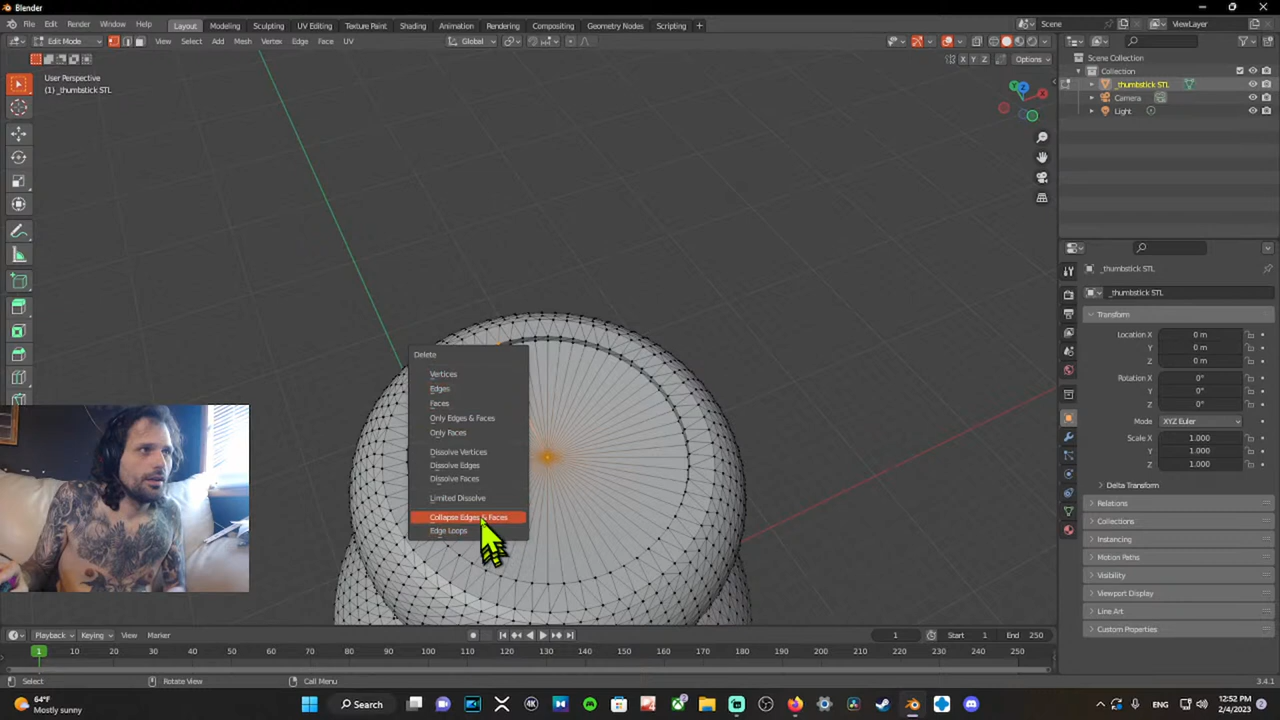 Blender
File Edit Render Window Help Layout Modeling Sculpting UV Editing Texture Paint Shading Animation Rendering Compositing Geometry Nodes Scripting + Scene ViewLayer
Edit Mode View Select Add Mesh Vertex Edge Face UV Global
X Y Z Options
User Perspective
(1) _thumbstick STL
Scene Collection
Collection
_thumbstick STL
Camera
Light
Delete
Vertices
Edges
Faces
Only Edges & Faces
Only Faces
Dissolve Vertices
Dissolve Edges
Dissolve Faces
Limited Dissolve
Collapse Edges & Faces
Edge Loops
_thumbstick STL
_thumbstick STL
Transform
Location X 0 m
Y 0 m
Z 0 m
Rotation X 0°
Y 0°
Z 0°
Mode XYZ Euler
Scale X 1.000
Y 1.000
Z 1.000
Delta Transform
Relations
Collections
Instancing
Motion Paths
Visibility
Viewport Display
Line Art
Custom Properties
Playback Keying View Marker 1 Start 1 End 250
1 10 20 30 40 50 60 70 80 90 100 110 120 130 140 150 160 170 180 190 200 210 220 230 240 250
Select Rotate View Call Menu 3.4.1
64°F
Mostly sunny
Search
ENG
12:52 PM
2/4/2023